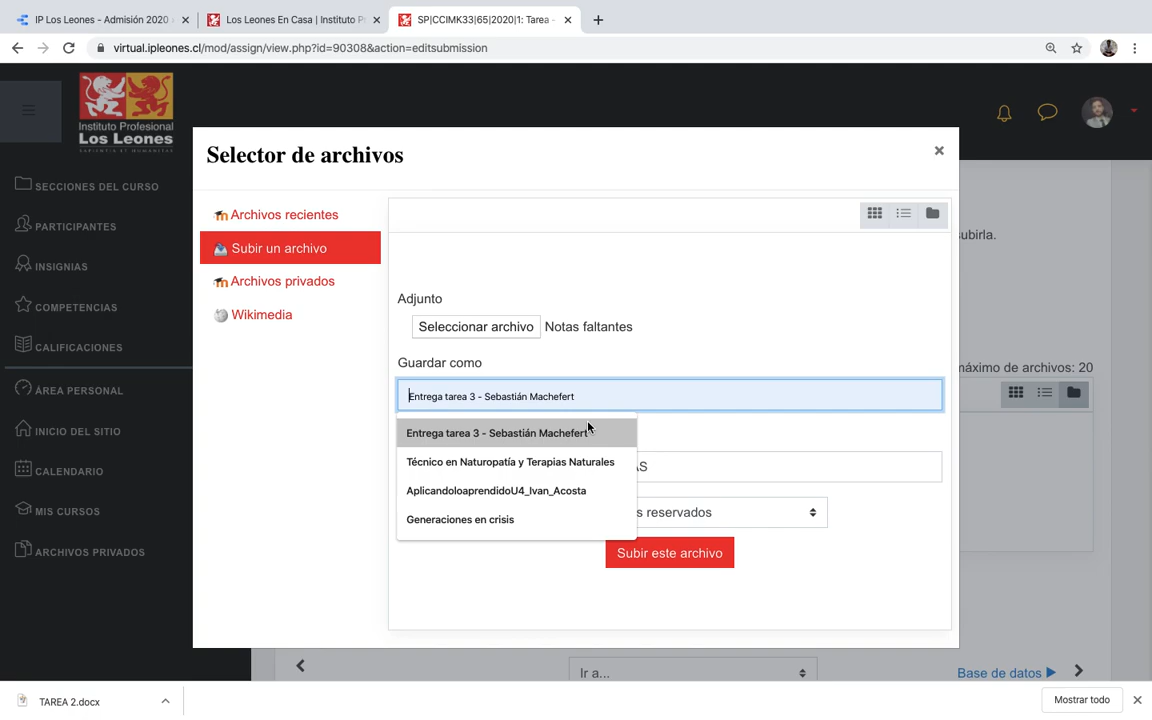 IP Los Leones - Admisión 2020
Los Leones En Casa | Instituto P
SP|CCIMK33|65|2020|1: Tarea -
virtual.ipleones.cl/mod/assign/view.php?id=90308&action=editsubmission
Instituto Profesional
Los Leones
SAPIENTIA ET HUMANITAS
Selector de archivos
SECCIONES DEL CURSO
PARTICIPANTES
INSIGNIAS
COMPETENCIAS
CALIFICACIONES
ÁREA PERSONAL
INICIO DEL SITIO
CALENDARIO
MIS CURSOS
ARCHIVOS PRIVADOS
Archivos recientes
Subir un archivo
Archivos privados
Wikimedia
subirla.
Adjunto
Seleccionar archivo Notas faltantes
Guardar como
máximo de archivos: 20
Entrega tarea 3 - Sebastián Machefert
Entrega tarea 3 - Sebastián Machefert
Técnico en Naturopatía y Terapias Naturales
AplicandoloaprendidoU4_Ivan_Acosta
Generaciones en crisis
AS
s reservados
Subir este archivo
Ir a...
Base de datos
TAREA 2.docx
Mostrar todo